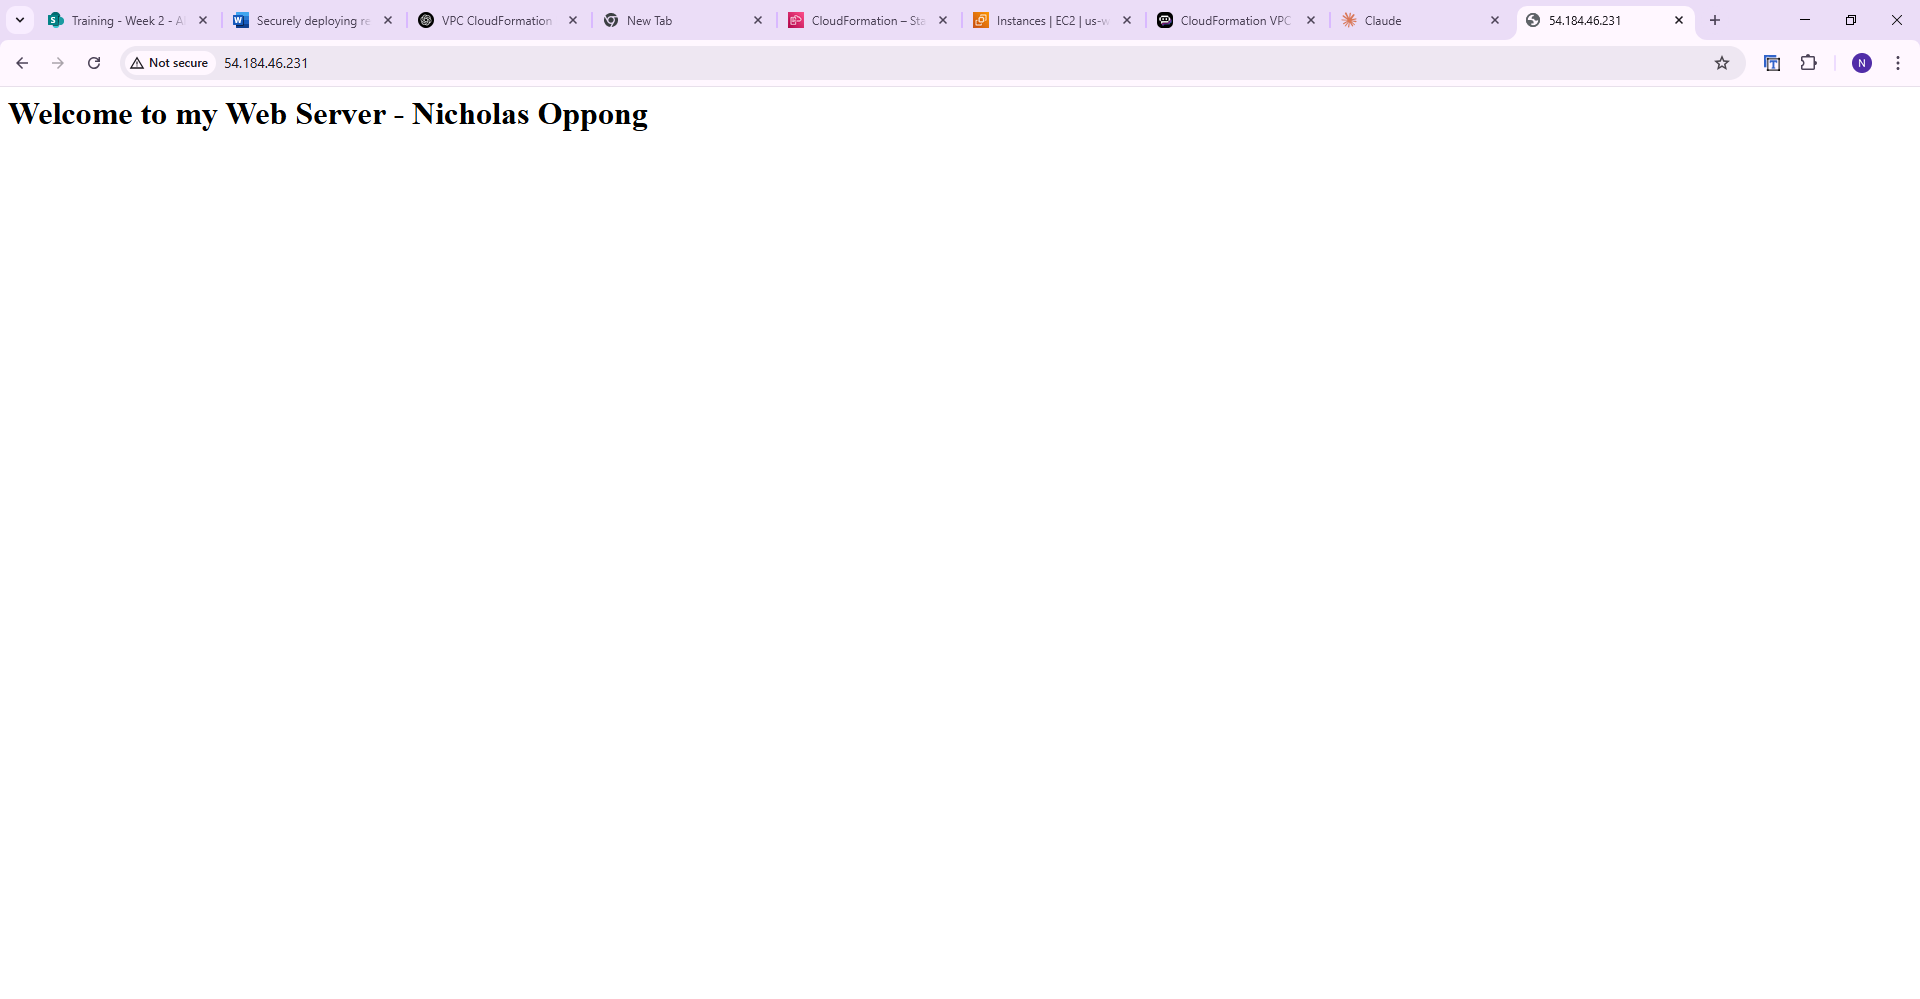 Training - Week 2 - A
Securely deploying re
VPC CloudFormation
New Tab
CloudFormation – Sta
Instances | EC2 | us-w
CloudFormation VPC
Claude
54.184.46.231
Not secure
54.184.46.231
N
Welcome to my Web Server - Nicholas Oppong